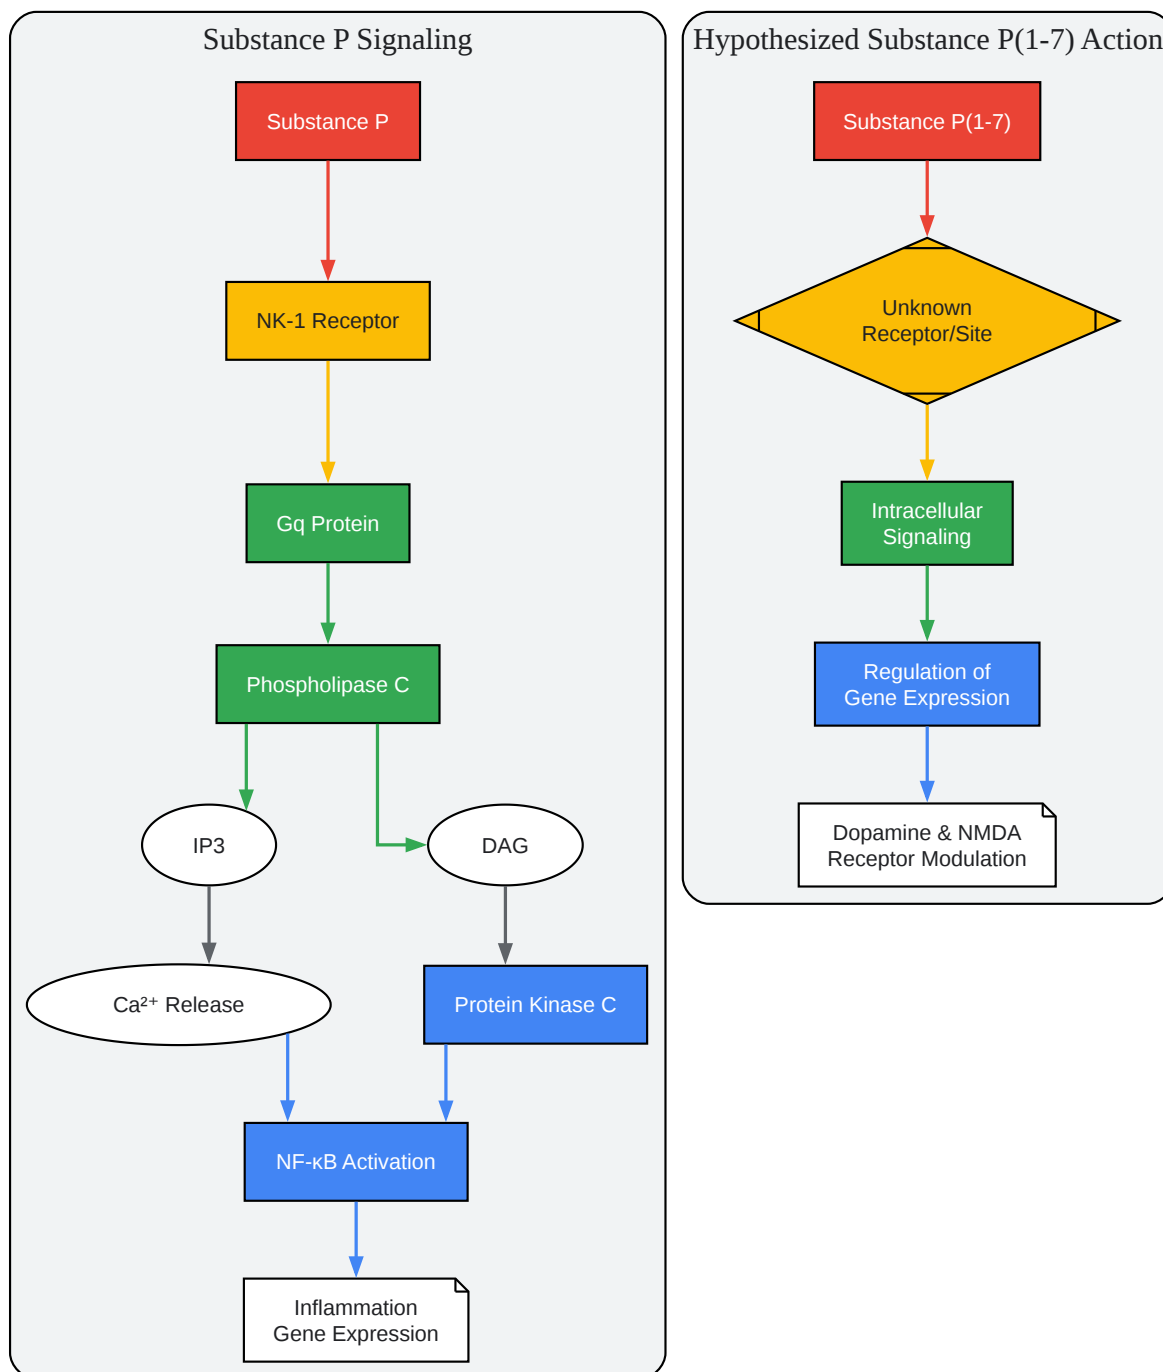 Substance P Signaling
Substance P
NK-1 Receptor
Gq Protein
Phospholipase C
IP3
DAG
Ca²⁺ Release
Protein Kinase C
NF-κB Activation
Inflammation
Gene Expression
Hypothesized Substance P(1-7) Action
Substance P(1-7)
Unknown
Receptor/Site
Intracellular
Signaling
Regulation of
Gene Expression
Dopamine & NMDA
Receptor Modulation